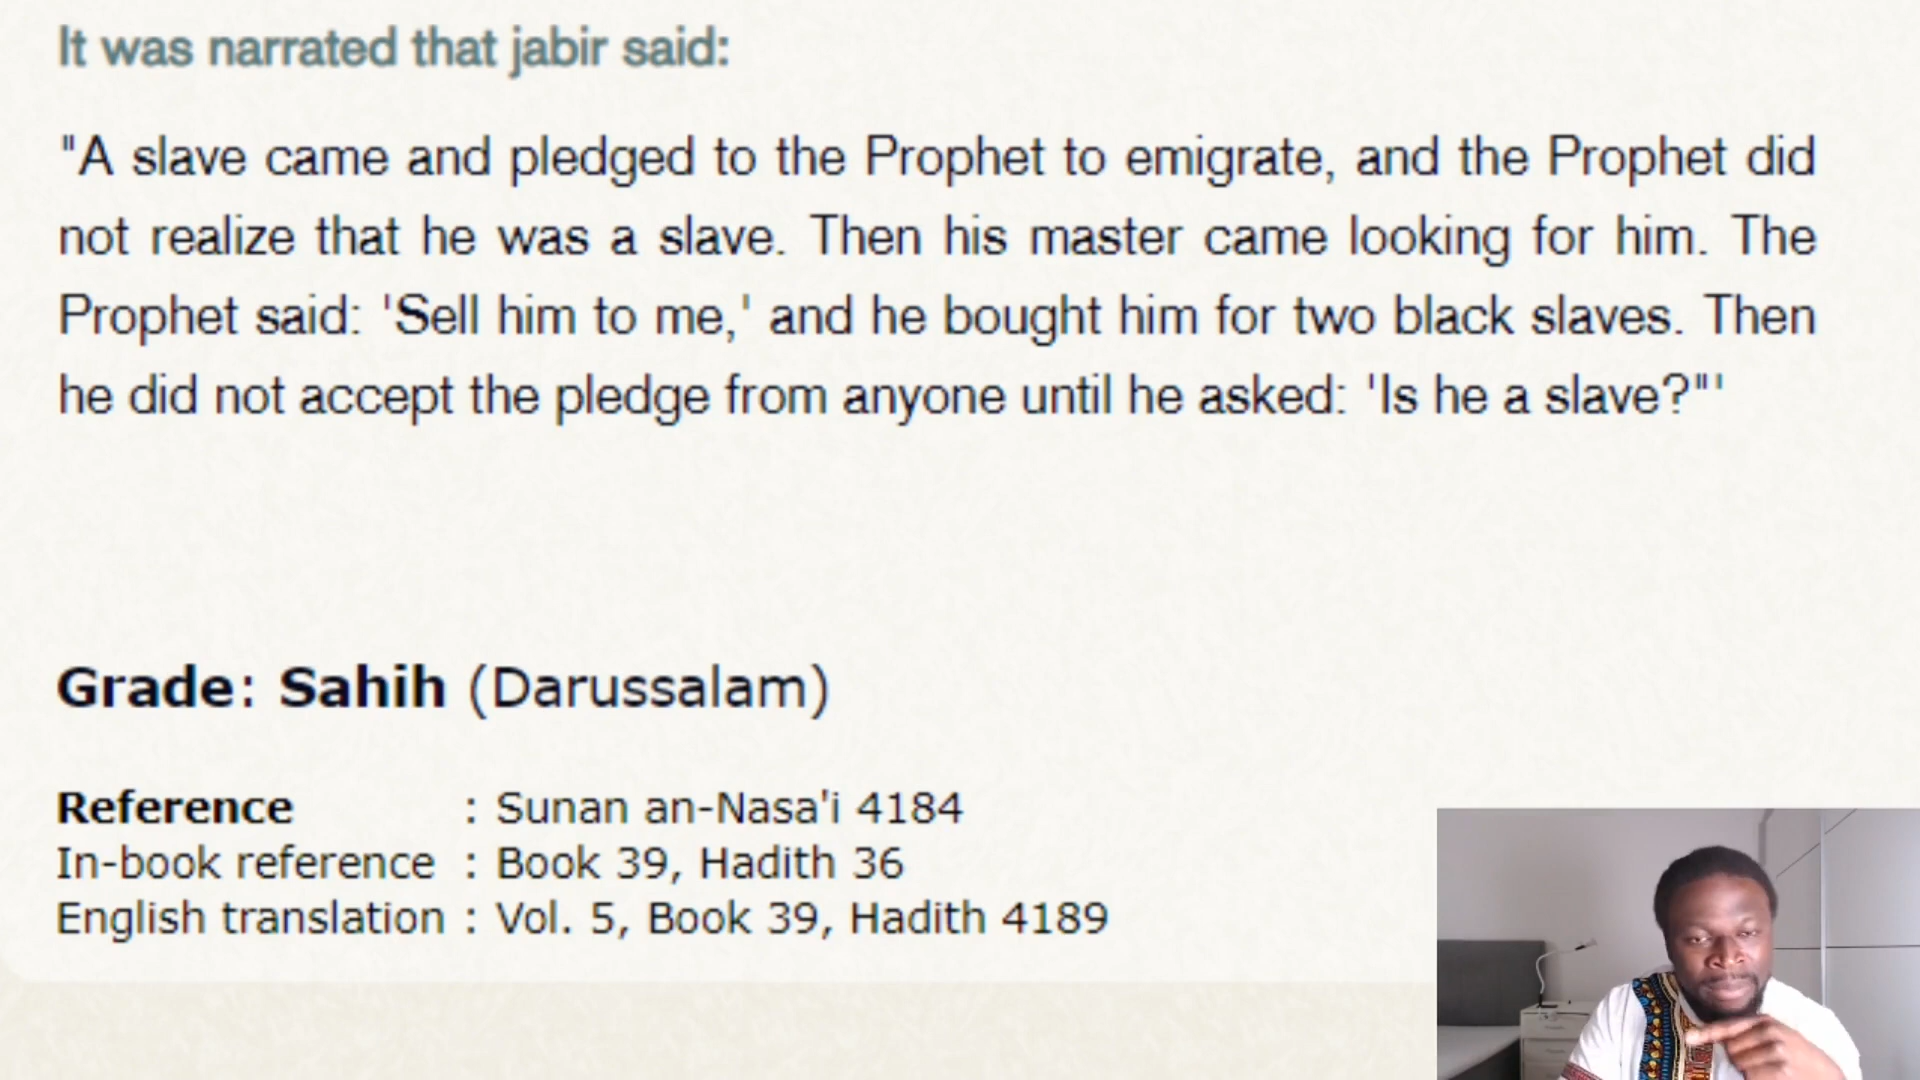 It was narrated that jabir said:
"A slave came and pledged to the Prophet to emigrate, and the Prophet did
not realize that he was a slave. Then his master came looking for him. The
Prophet said: 'Sell him to me,' and he bought him for two black slaves. Then
he did not accept the pledge from anyone until he asked: 'Is he a slave?"'
Grade: Sahih (Darussalam)
Reference : Sunan an-Nasa'i 4184
In-book reference : Book 39, Hadith 36
English translation : Vol. 5, Book 39, Hadith 4189